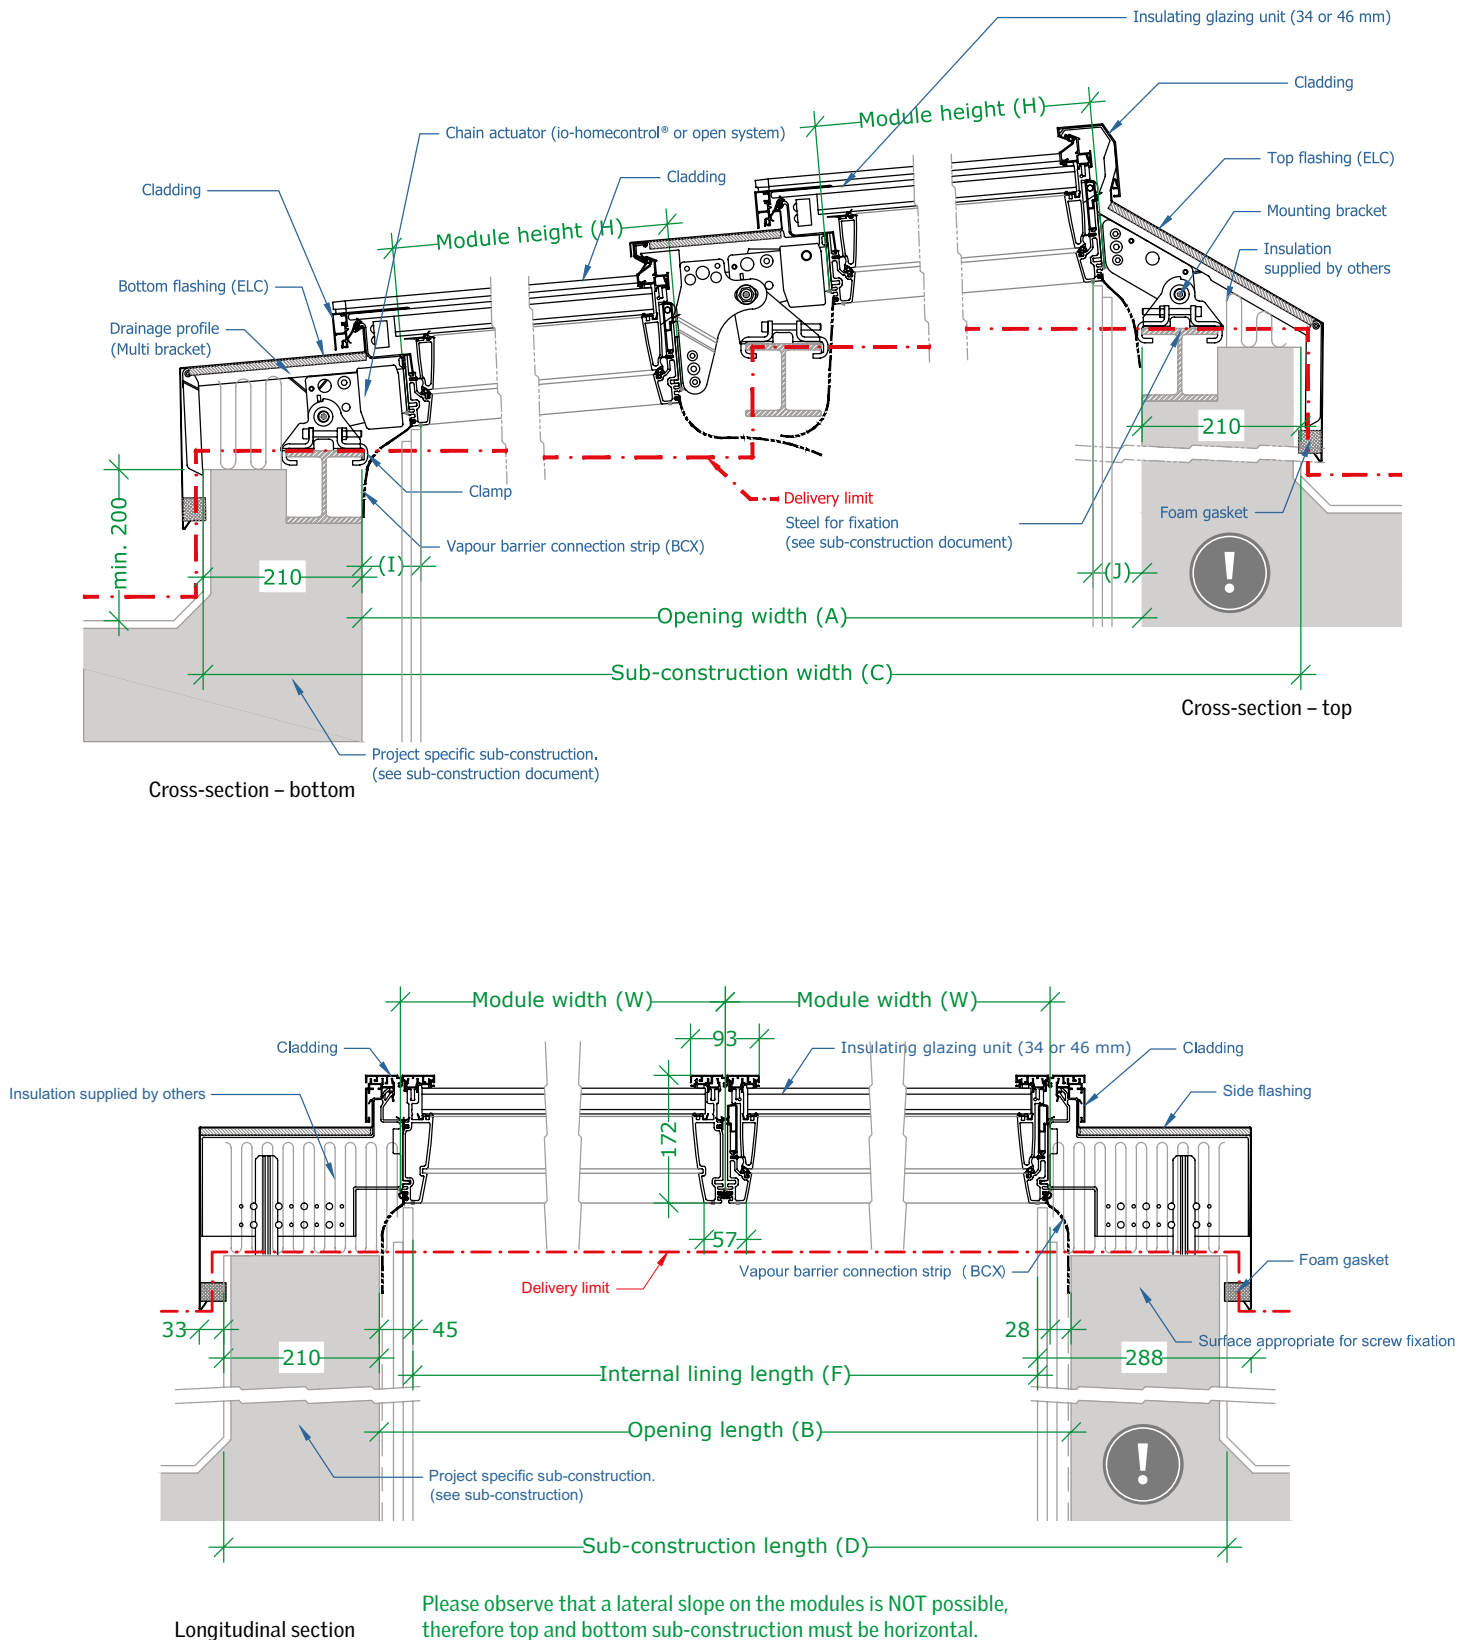 Insulating glazing unit (34 or 46 mm)
Cladding
Module height (H)
Chain actuator (io-homecontrol® or open system)
Top flashing (ELC)
Cladding
Cladding
Mounting bracket
Module height (H)
Insulation
supplied by others
Bottom flashing (ELC)
Drainage profile
(Multi bracket)
210
210
Clamp
Delivery limit
min. 200
Steel for fixation
(see sub-construction document)
Foam gasket
Vapour barrier connection strip (BCX)
(I)
(J)
!
Opening width (A)
Sub-construction width (C)
Cross-section – top
Project specific sub-construction.
(see sub-construction document)
Cross-section – bottom
Module width (W)
Module width (W)
93
Cladding
Insulating glazing unit (34 or 46 mm)
Cladding
Insulation supplied by others
Side flashing
172
57
Vapour barrier connection strip (BCX)
Foam gasket
Delivery limit
33
45
28
Surface appropriate for screw fixation
210
288
Internal lining length (F)
Opening length (B)
!
Project specific sub-construction.
(see sub-construction)
Sub-construction length (D)
Please observe that a lateral slope on the modules is NOT possible,
therefore top and bottom sub-construction must be horizontal.
Longitudinal section